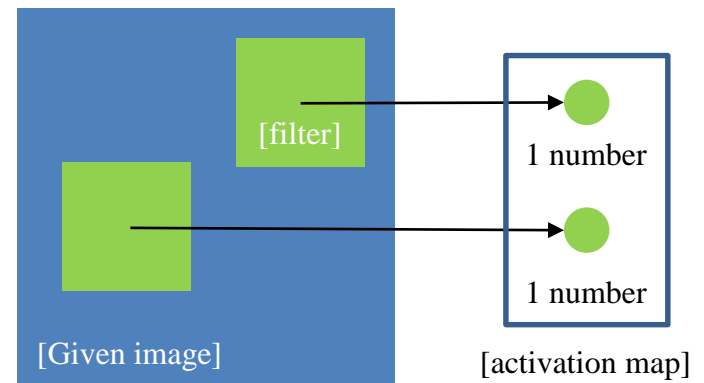 [filter]
1 number
1 number
[Given image]
[activation map]